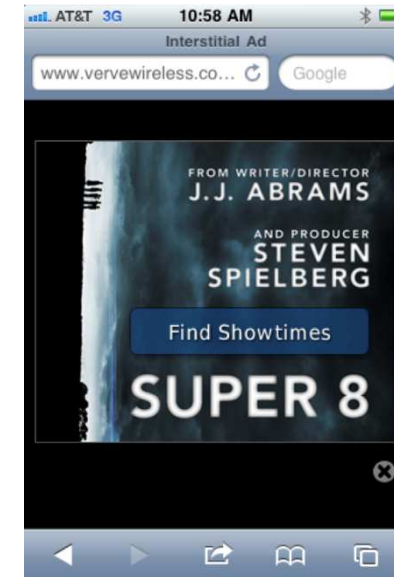 AT&T 3G 10:58 AM
Interstitial Ad
www.vervewireless.co... Google
FROM WRITER/DIRECTOR
J.J. ABRAMS
AND PRODUCER
STEVEN
SPIELBERG
Find Showtimes
SUPER 8